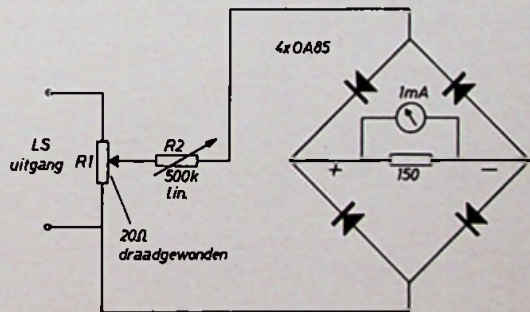 4x OA85
1mA
LS
uitgang
R1
R2
500k
lin.
+
150
−
20Ω
draadgewonden